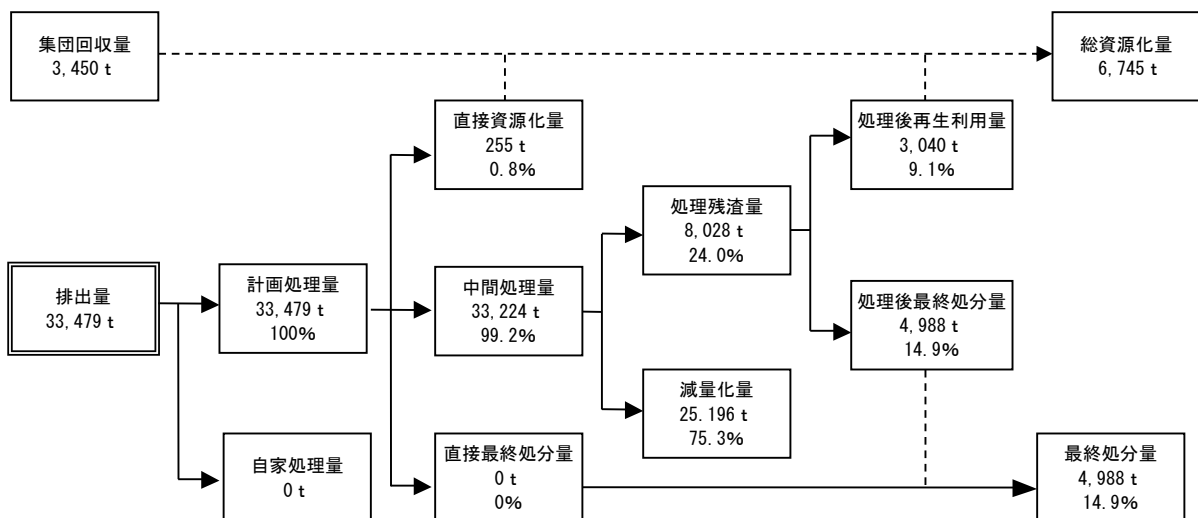 集団回収量
3,450 t
総資源化量
6,745 t
直接資源化量
255 t
0.8%
処理後再生利用量
3,040 t
9.1%
処理残渣量
8,028 t
24.0%
排出量
33,479 t
計画処理量
33,479 t
100%
中間処理量
33,224 t
99.2%
処理後最終処分量
4,988 t
14.9%
減量化量
25.196 t
75.3%
自家処理量
0 t
直接最終処分量
0 t
0%
最終処分量
4,988 t
14.9%